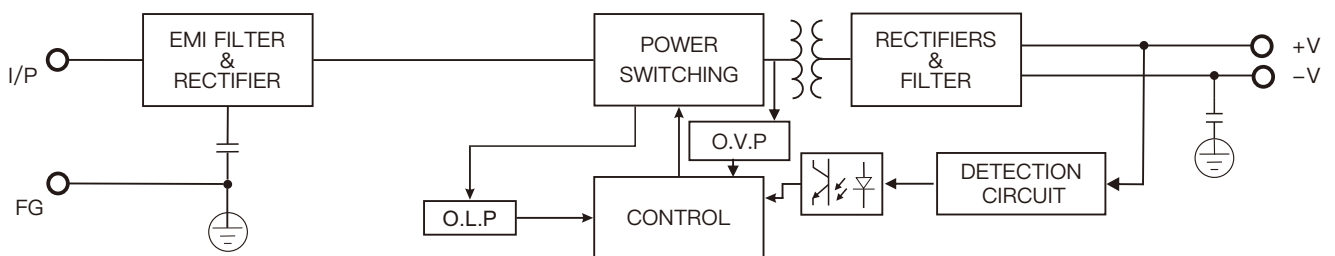 I/P
FG
EMI FILTER
&
RECTIFIER
POWER
SWITCHING
RECTIFIERS
&
FILTER
+V
−V
O.V.P
O.L.P
CONTROL
DETECTION
CIRCUIT